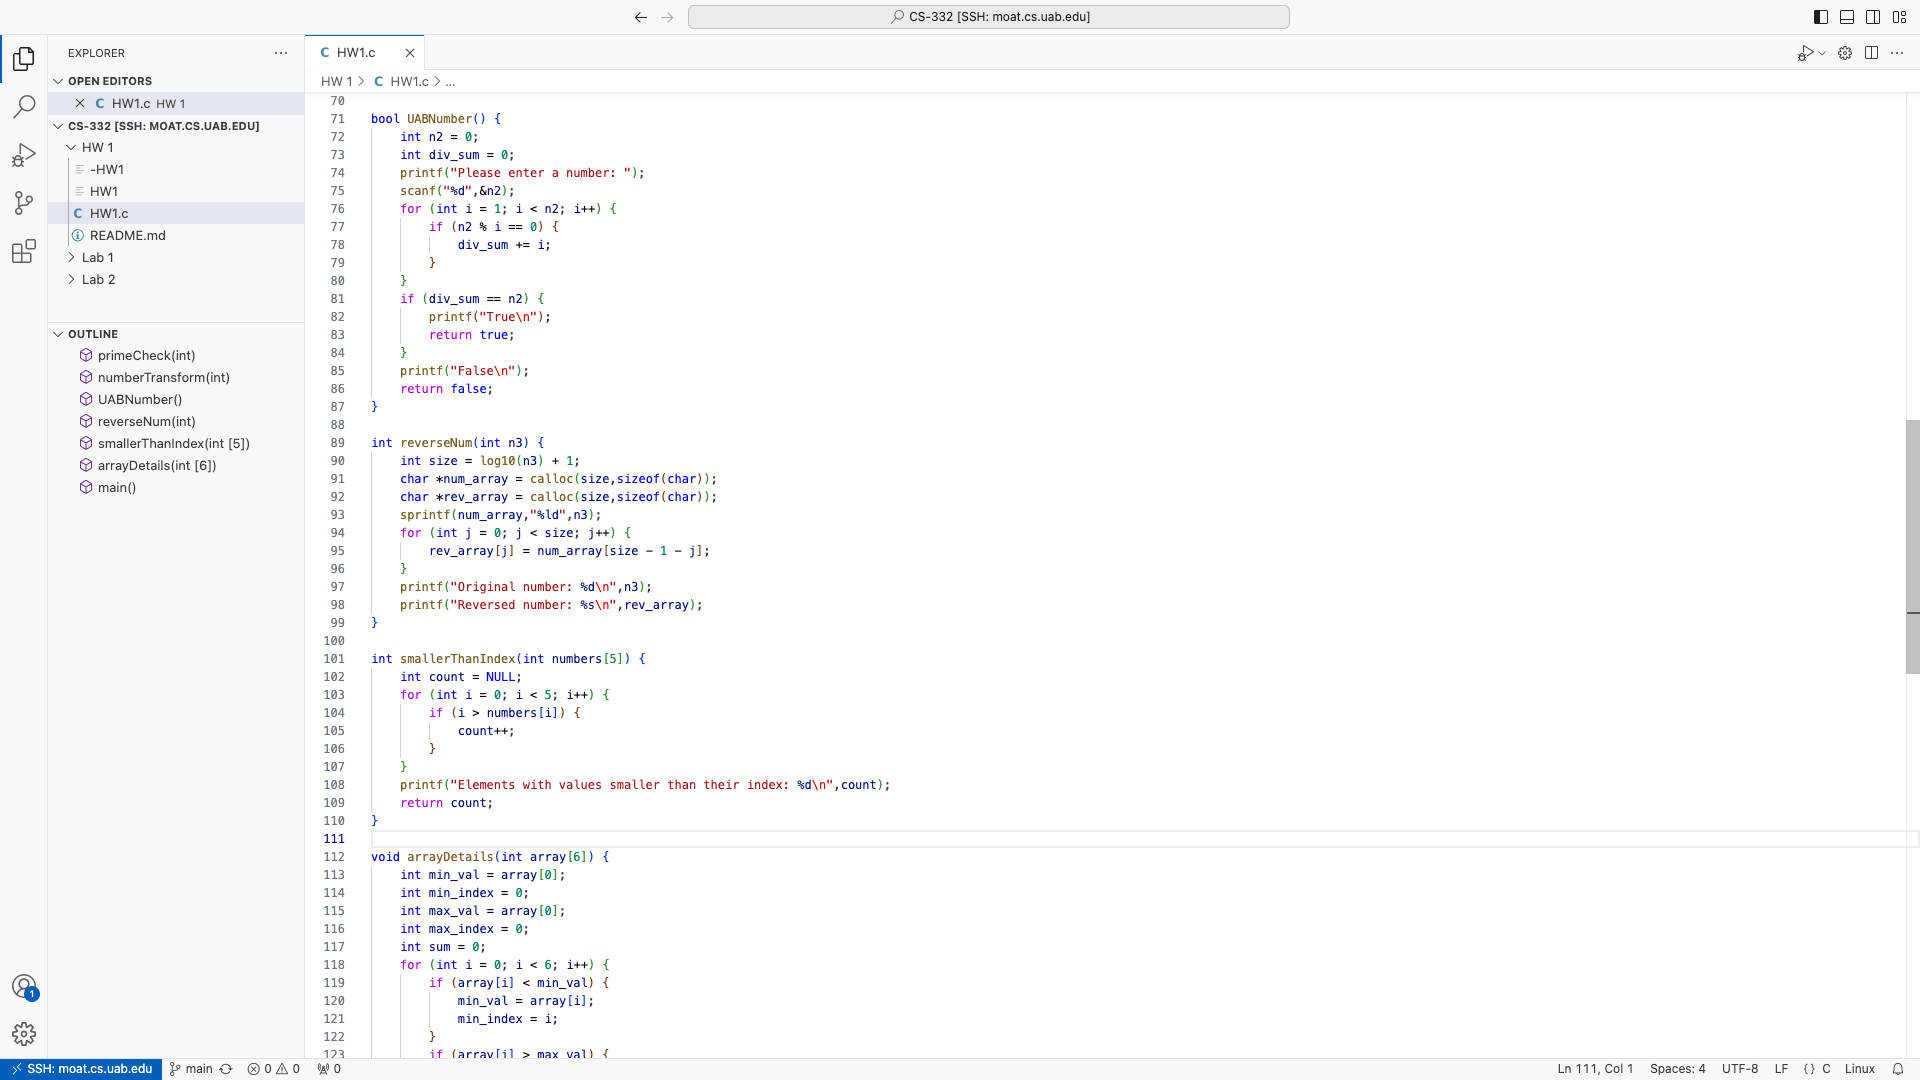 CS-332 [SSH: moat.cs.uab.edu]
EXPLORER
OPEN EDITORS
HW1.c HW 1
CS-332 [SSH: MOAT.CS.UAB.EDU]
HW 1
-HW1
HW1
C HW1.c
README.md
Lab 1
Lab 2
OUTLINE
primeCheck(int)
numberTransform(int)
UABNumber()
reverseNum(int)
smallerThanIndex(int [5])
arrayDetails(int [6])
main()
C HW1.c
HW 1 > C HW1.c > ...
70
71 bool UABNumber() {
72     int n2 = 0;
73     int div_sum = 0;
74     printf("Please enter a number: ");
75     scanf("%d",&n2);
76     for (int i = 1; i < n2; i++) {
77         if (n2 % i == 0) {
78             div_sum += i;
79         }
80     }
81     if (div_sum == n2) {
82         printf("True\n");
83         return true;
84     }
85     printf("False\n");
86     return false;
87 }
88
89 int reverseNum(int n3) {
90     int size = log10(n3) + 1;
91     char *num_array = calloc(size,sizeof(char));
92     char *rev_array = calloc(size,sizeof(char));
93     sprintf(num_array,"%ld",n3);
94     for (int j = 0; j < size; j++) {
95         rev_array[j] = num_array[size - 1 - j];
96     }
97     printf("Original number: %d\n",n3);
98     printf("Reversed number: %s\n",rev_array);
99 }
100
101 int smallerThanIndex(int numbers[5]) {
102     int count = NULL;
103     for (int i = 0; i < 5; i++) {
104         if (i > numbers[i]) {
105             count++;
106         }
107     }
108     printf("Elements with values smaller than their index: %d\n",count);
109     return count;
110 }
111
112 void arrayDetails(int array[6]) {
113     int min_val = array[0];
114     int min_index = 0;
115     int max_val = array[0];
116     int max_index = 0;
117     int sum = 0;
118     for (int i = 0; i < 6; i++) {
119         if (array[i] < min_val) {
120             min_val = array[i];
121             min_index = i;
122         }
123         if (array[i] > max_val) {
1
SSH: moat.cs.uab.edu main 0 0 0 Ln 111, Col 1 Spaces: 4 UTF-8 LF {} C Linux